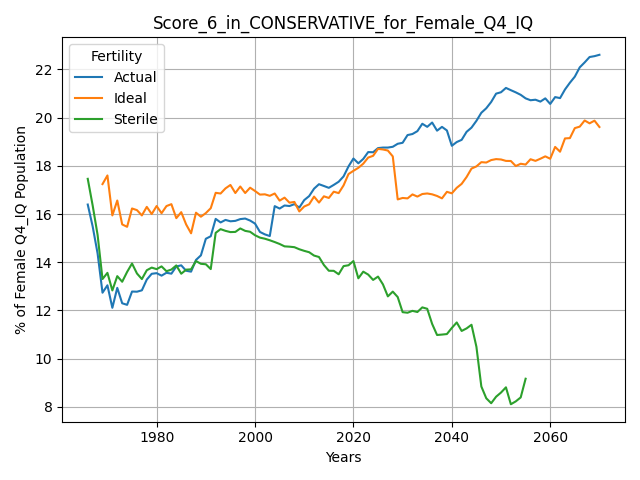 Score_6_in_CONSERVATIVE_for_Female_Q4_IQ
Fertility
Actual
Ideal
Sterile
% of Female Q4_IQ Population
22
20
18
16
14
12
10
8
1980
2000
2020
2040
2060
Years